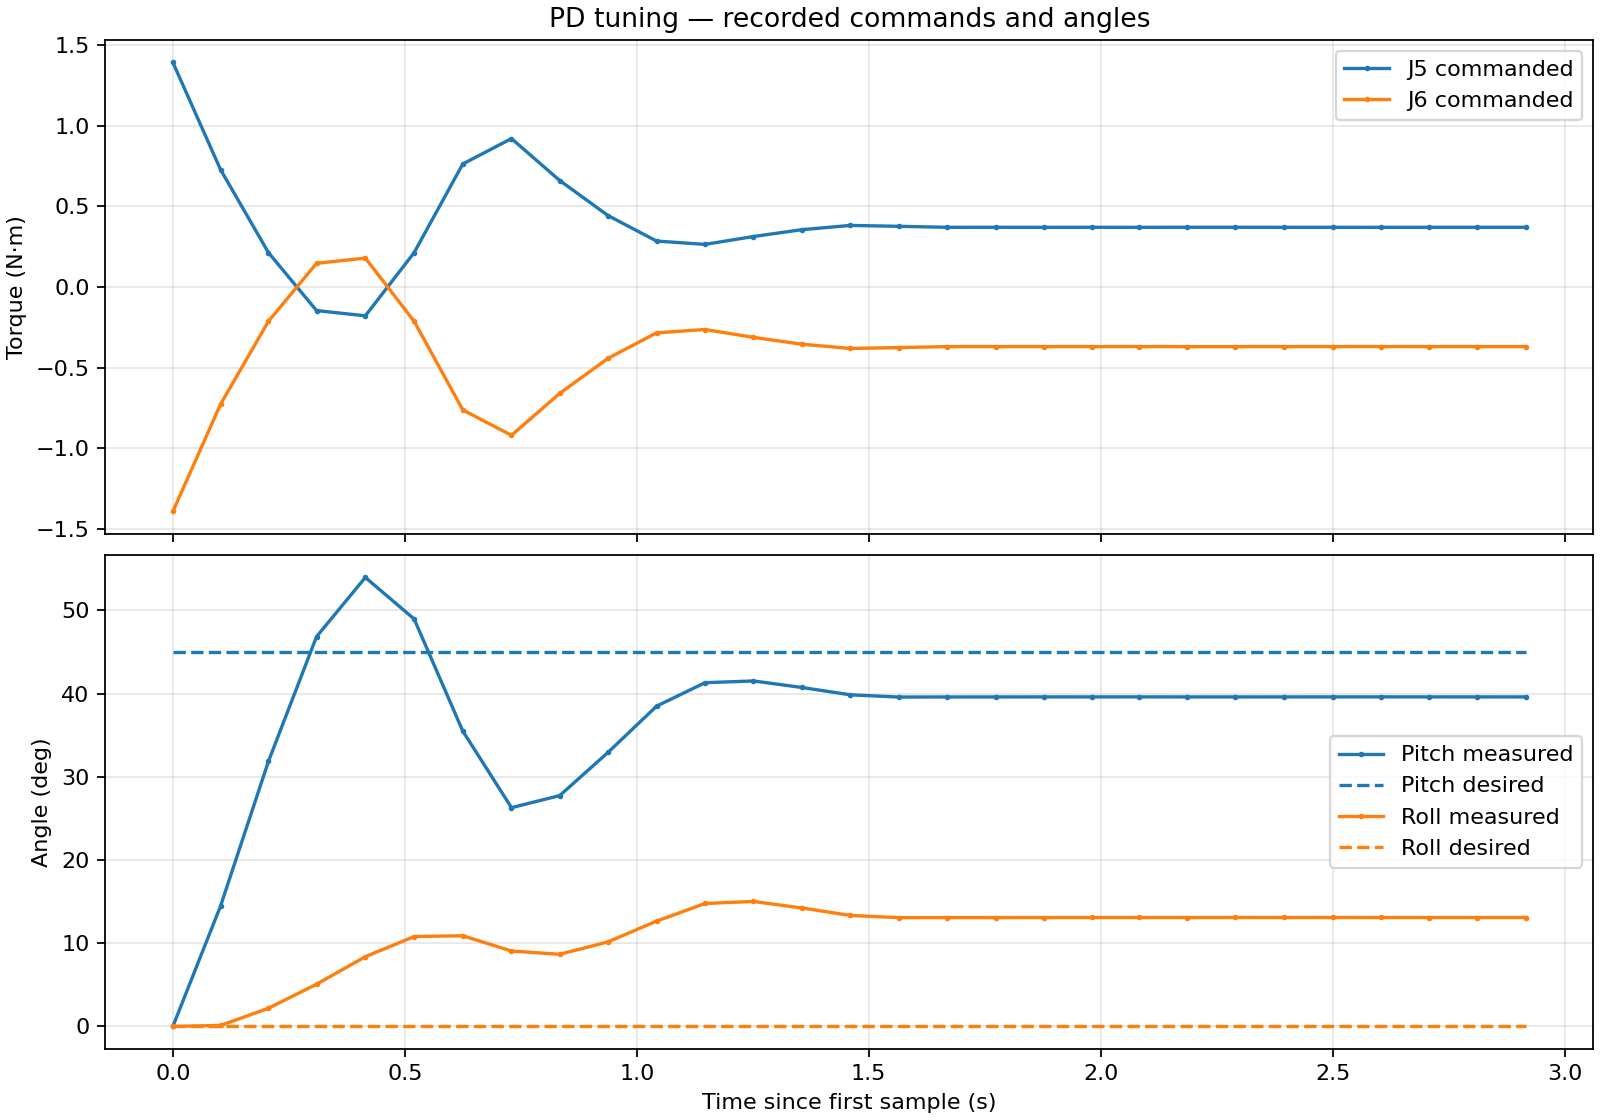 PD tuning — recorded commands and angles
1.5
1.0
0.5
0.0
−0.5
−1.0
−1.5
Torque (N·m)
J5 commanded
J6 commanded
50
40
30
20
10
0
Angle (deg)
Pitch measured
Pitch desired
Roll measured
Roll desired
0.0 0.5 1.0 1.5 2.0 2.5 3.0
Time since first sample (s)